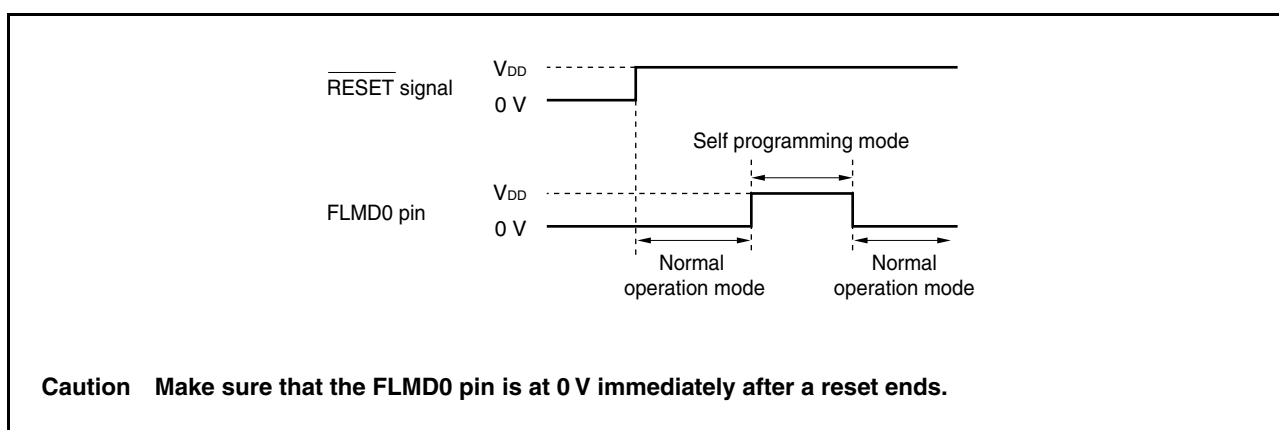 RESET signal
VDD
0 V
Self programming mode
FLMD0 pin
VDD
0 V
Normal
operation mode
Normal
operation mode
Caution Make sure that the FLMD0 pin is at 0 V immediately after a reset ends.